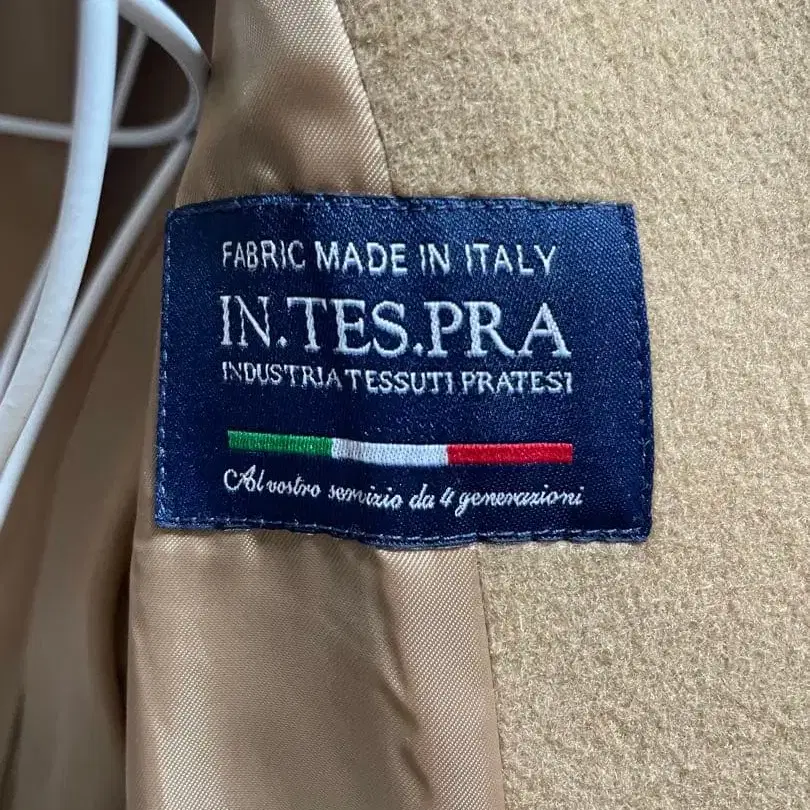 FABRIC MADE IN ITALY
IN.TES.PRA
INDUSTRIA TESSUTI PRATESI
Al vostro servizio da 4 generazioni